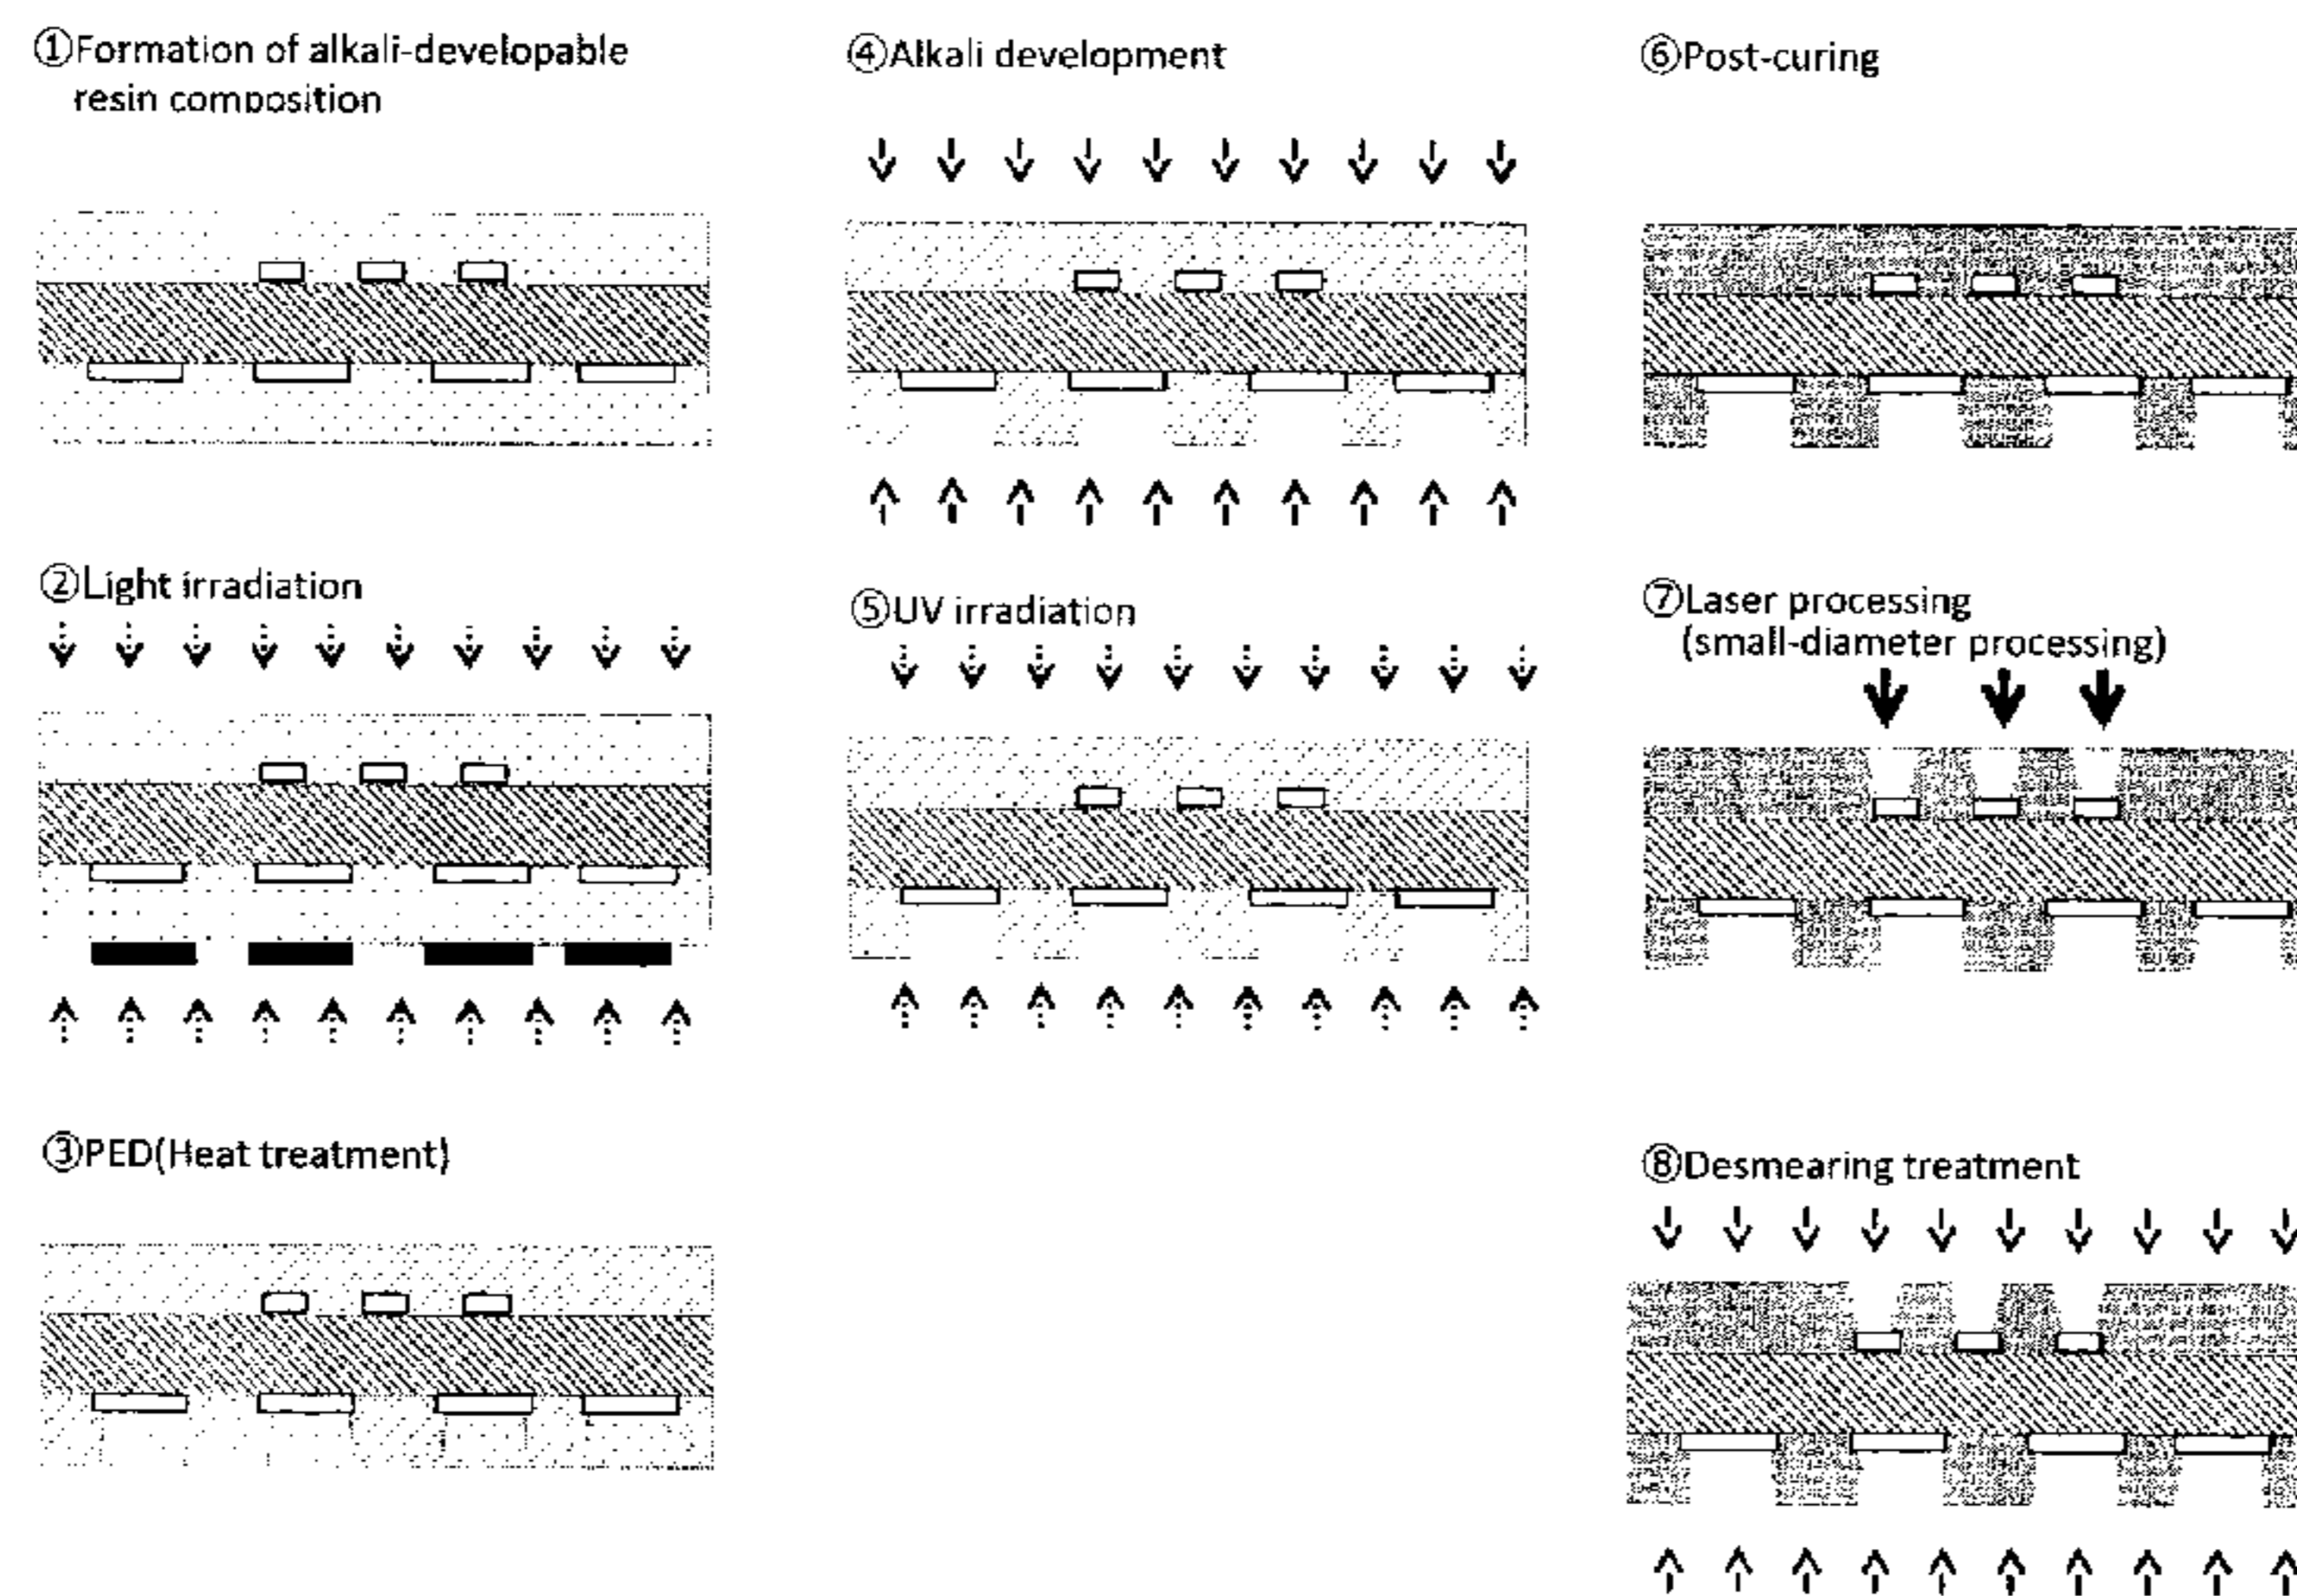 ①Formation of alkali-developable
resin composition
②Light irradiation
③PED(Heat treatment)
④Alkali development
⑤UV irradiation
⑥Post-curing
⑦Laser processing
(small-diameter processing)
⑧Desmearing treatment